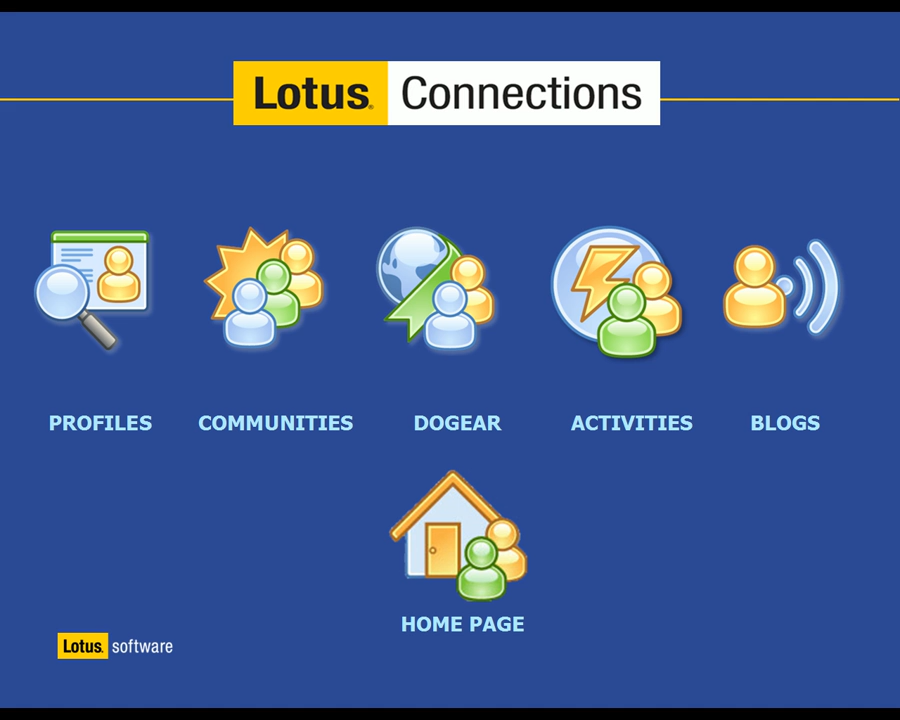 Lotus. Connections
PROFILES
COMMUNITIES
DOGEAR
ACTIVITIES
BLOGS
HOME PAGE
Lotus. software